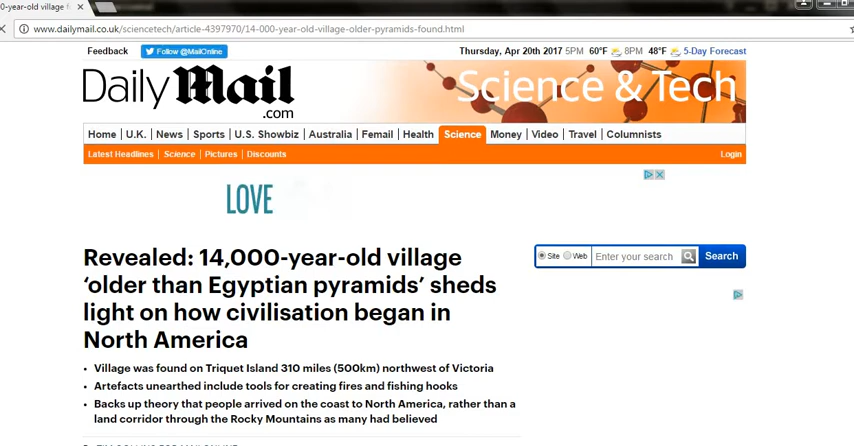 0-year-old village f
www.dailymail.co.uk/sciencetech/article-4397970/14-000-year-old-village-older-pyramids-found.html
Feedback Follow @MailOnline Thursday, Apr 20th 2017 5PM 60°F 8PM 48°F 5-Day Forecast
Daily Mail
.com
Science & Tech
Home U.K. News Sports U.S. Showbiz Australia Femail Health Science Money Video Travel Columnists
Latest Headlines Science Pictures Discounts Login
LOVE
Site Web Enter your search Search
Revealed: 14,000-year-old village
‘older than Egyptian pyramids’ sheds
light on how civilisation began in
North America
• Village was found on Triquet Island 310 miles (500km) northwest of Victoria
• Artefacts unearthed include tools for creating fires and fishing hooks
• Backs up theory that people arrived on the coast to North America, rather than a
land corridor through the Rocky Mountains as many had believed